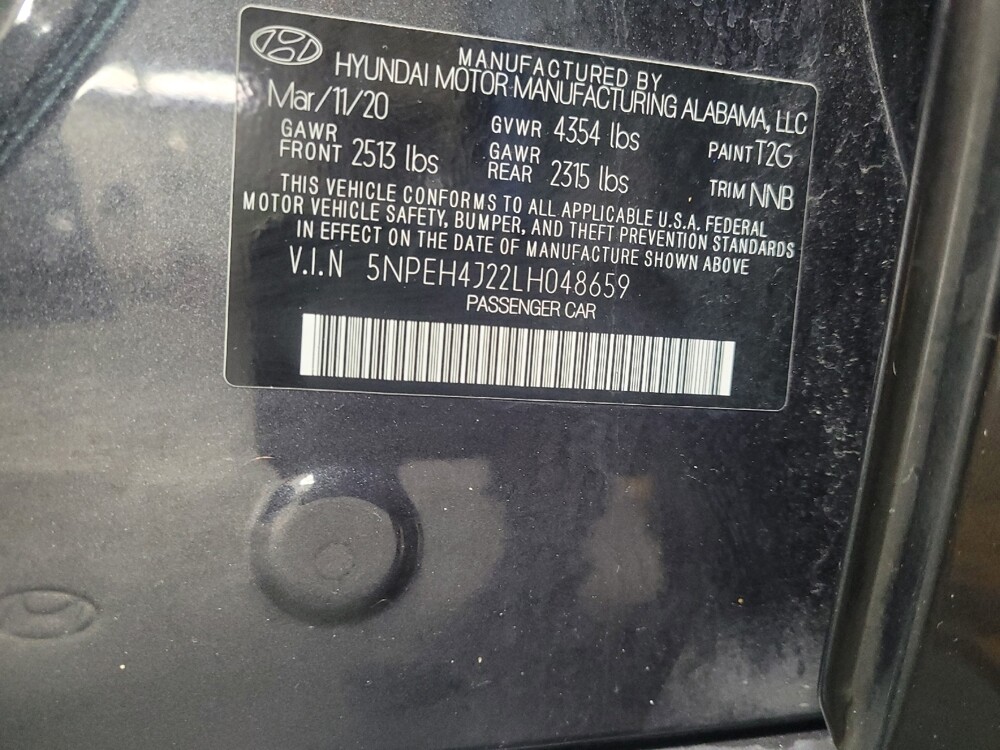 MANUFACTURED BY
HYUNDAI MOTOR MANUFACTURING ALABAMA, LLC
Mar/11/20 GVWR 4354 lbs PAINT T2G
GAWR FRONT 2513 lbs GAWR REAR 2315 lbs TRIM NNB
THIS VEHICLE CONFORMS TO ALL APPLICABLE U.S.A. FEDERAL
MOTOR VEHICLE SAFETY, BUMPER, AND THEFT PREVENTION STANDARDS
IN EFFECT ON THE DATE OF MANUFACTURE SHOWN ABOVE
V.I.N 5NPEH4J22LH048659
PASSENGER CAR